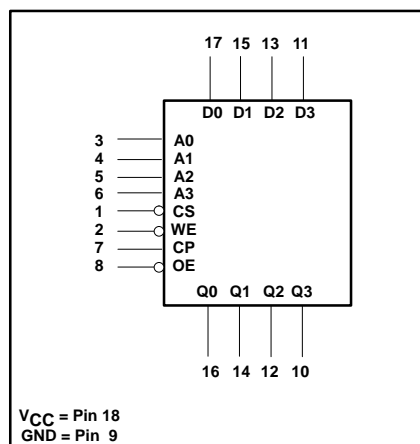 17 15 13 11
D0 D1 D2 D3
3 A0
4 A1
5 A2
6 A3
1 CS
2 WE
7 CP
8 OE
Q0 Q1 Q2 Q3
16 14 12 10
VCC = Pin 18
GND = Pin 9